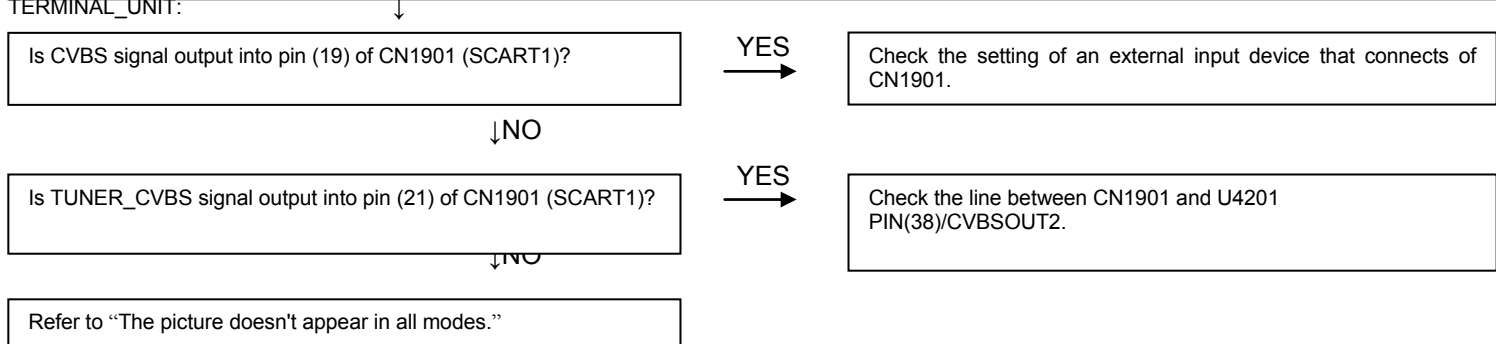 TERMINAL_UNIT:
↓
Is CVBS signal output into pin (19) of CN1901 (SCART1)?
YES
Check the setting of an external input device that connects of
CN1901.
↓NO
Is TUNER_CVBS signal output into pin (21) of CN1901 (SCART1)?
YES
Check the line between CN1901 and U4201
PIN(38)/CVBSOUT2.
↓NO
Refer to “The picture doesn't appear in all modes.”